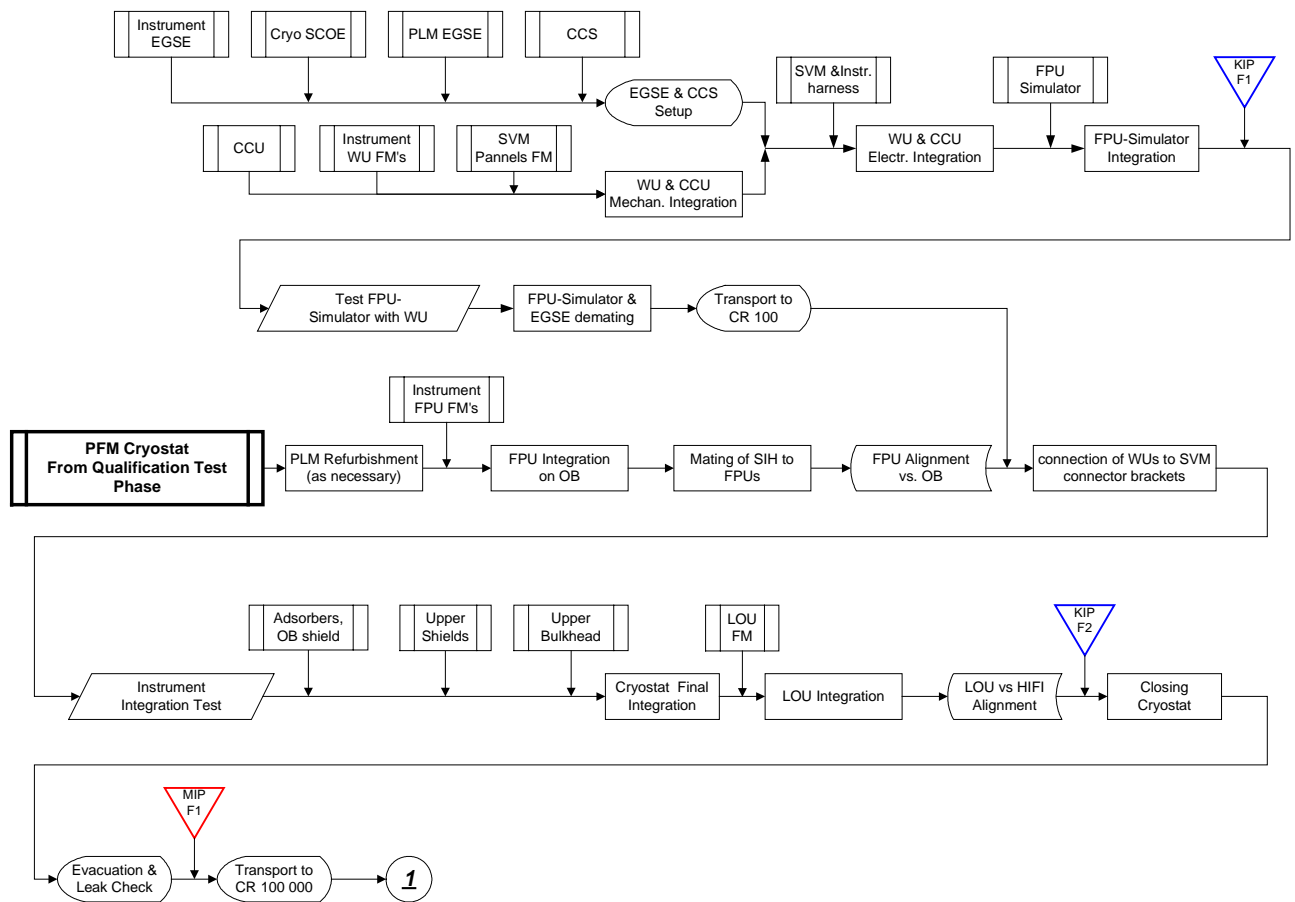 Instrument
EGSE
Cryo SCOE
PLM EGSE
CCS
EGSE & CCS
Setup
SVM &Instr.
harness
FPU
Simulator
KIP
F1
CCU
Instrument
WU FM's
SVM
Pannels FM
WU & CCU
Mechan. Integration
WU & CCU
Electr. Integration
FPU-Simulator
Integration
Test FPU-
Simulator with WU
FPU-Simulator &
EGSE demating
Transport to
CR 100
Instrument
FPU FM's
PFM Cryostat
From Qualification Test
Phase
PLM Refurbishment
(as necessary)
FPU Integration
on OB
Mating of SIH to
FPUs
FPU Alignment
vs. OB
connection of WUs to SVM
connector brackets
Adsorbers,
OB shield
Upper
Shields
Upper
Bulkhead
LOU
FM
KIP
F2
Instrument
Integration Test
Cryostat Final
Integration
LOU Integration
LOU vs HIFI
Alignment
Closing
Cryostat
MIP
F1
Evacuation &
Leak Check
Transport to
CR 100 000
1